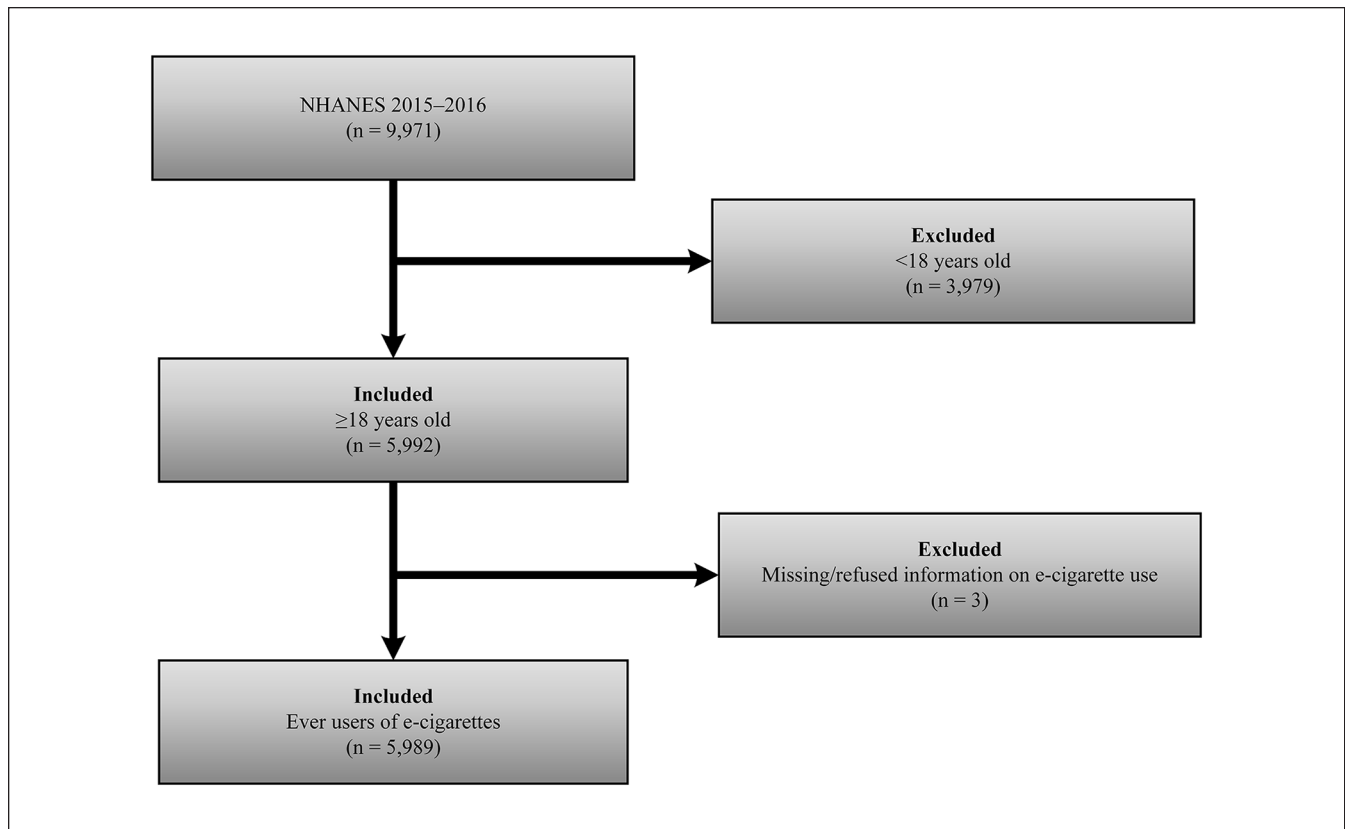 NHANES 2015–2016
(n = 9,971)
Excluded
<18 years old
(n = 3,979)
Included
≥18 years old
(n = 5,992)
Excluded
Missing/refused information on e-cigarette use
(n = 3)
Included
Ever users of e-cigarettes
(n = 5,989)